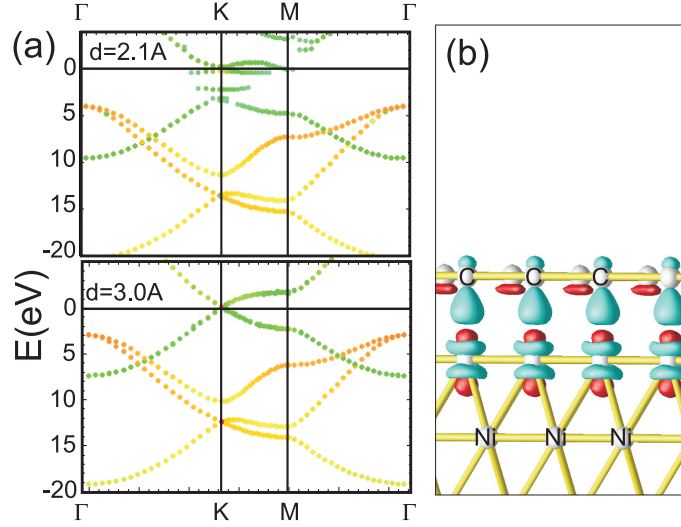 Γ K M Γ
(a)
d=2.1A
0
5
10
15
20
E(eV)
d=3.0A
0
5
10
15
20
Γ K M Γ
(b)
C C C
Ni Ni Ni